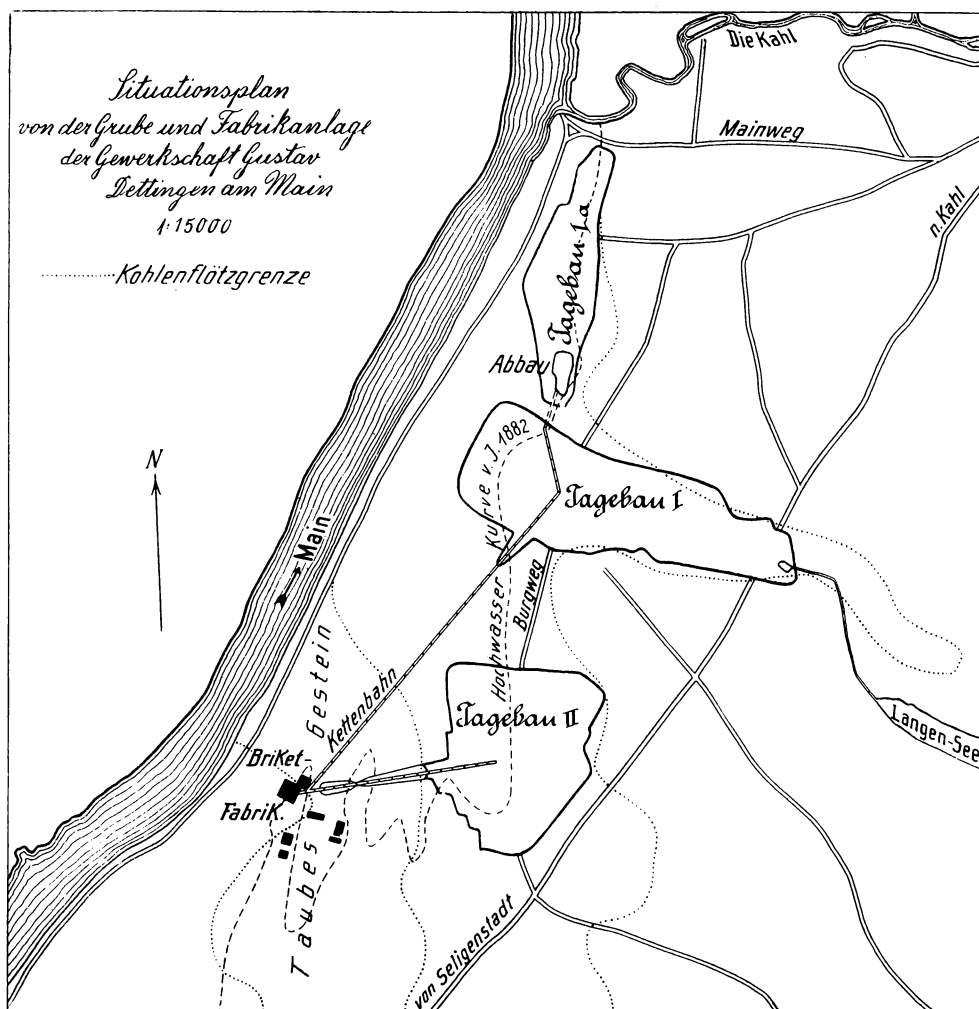 Situationsplan
von der Grube und Fabrikanlage
der Gewerkschaft Gustav
Dettingen am Main
1:15000
Kohlenflötzgrenze
Die Kahl
Mainweg
n. Kahl
Tagebau Ia
Abbau
Kurve v. J. 1882
Tagebau I
N
Main
Hochwasser
Burgweg
Gestein
Kettenbahn
Tagebau II
Langen-See
Briket-
Fabrik.
Taubes
von Seligenstadt